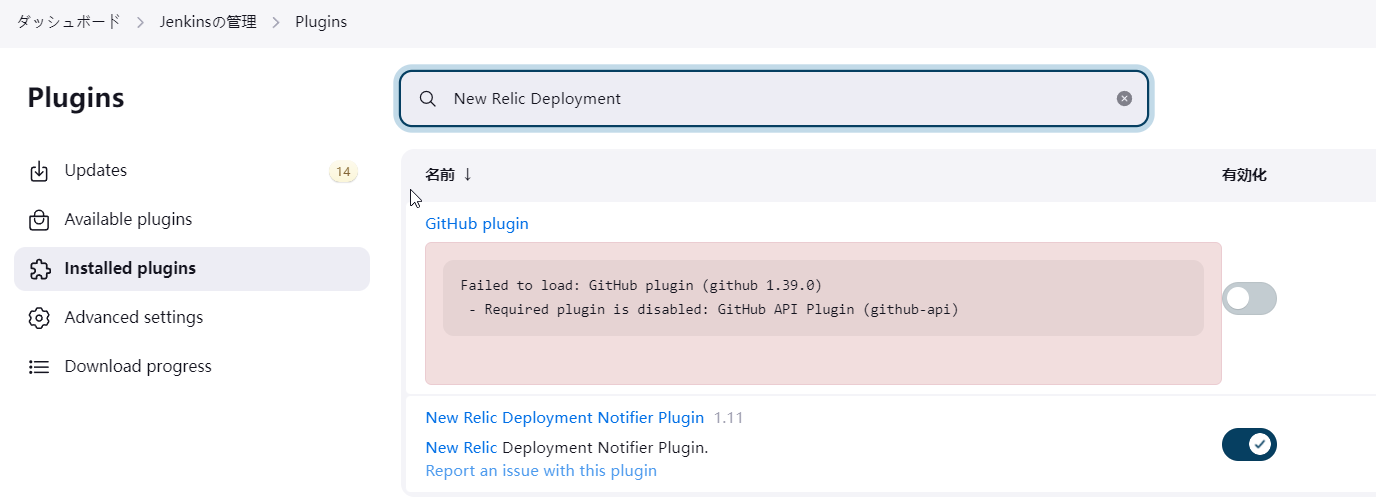 ダッシュボード > Jenkinsの管理 > Plugins
Plugins
New Relic Deployment
Updates 14
Available plugins
Installed plugins
Advanced settings
Download progress
名前 ↓ 有効化
GitHub plugin
Failed to load: GitHub plugin (github 1.39.0)
- Required plugin is disabled: GitHub API Plugin (github-api)
New Relic Deployment Notifier Plugin 1.11
New Relic Deployment Notifier Plugin.
Report an issue with this plugin